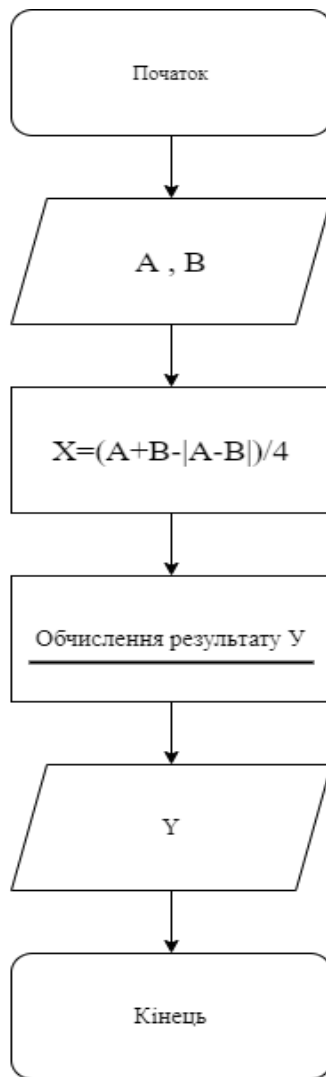 Початок
A , B
X=(A+B-|A-B|)/4
Обчислення результату У
Y
Кінець